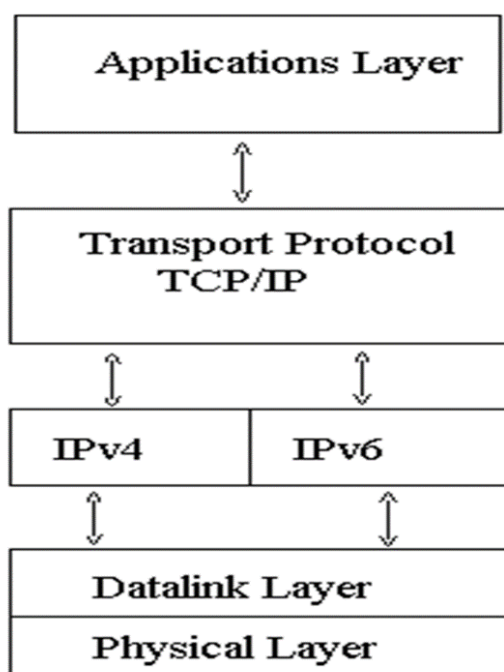 Applications Layer
Transport Protocol
TCP/IP
IPv4
IPv6
Datalink Layer
Physical Layer